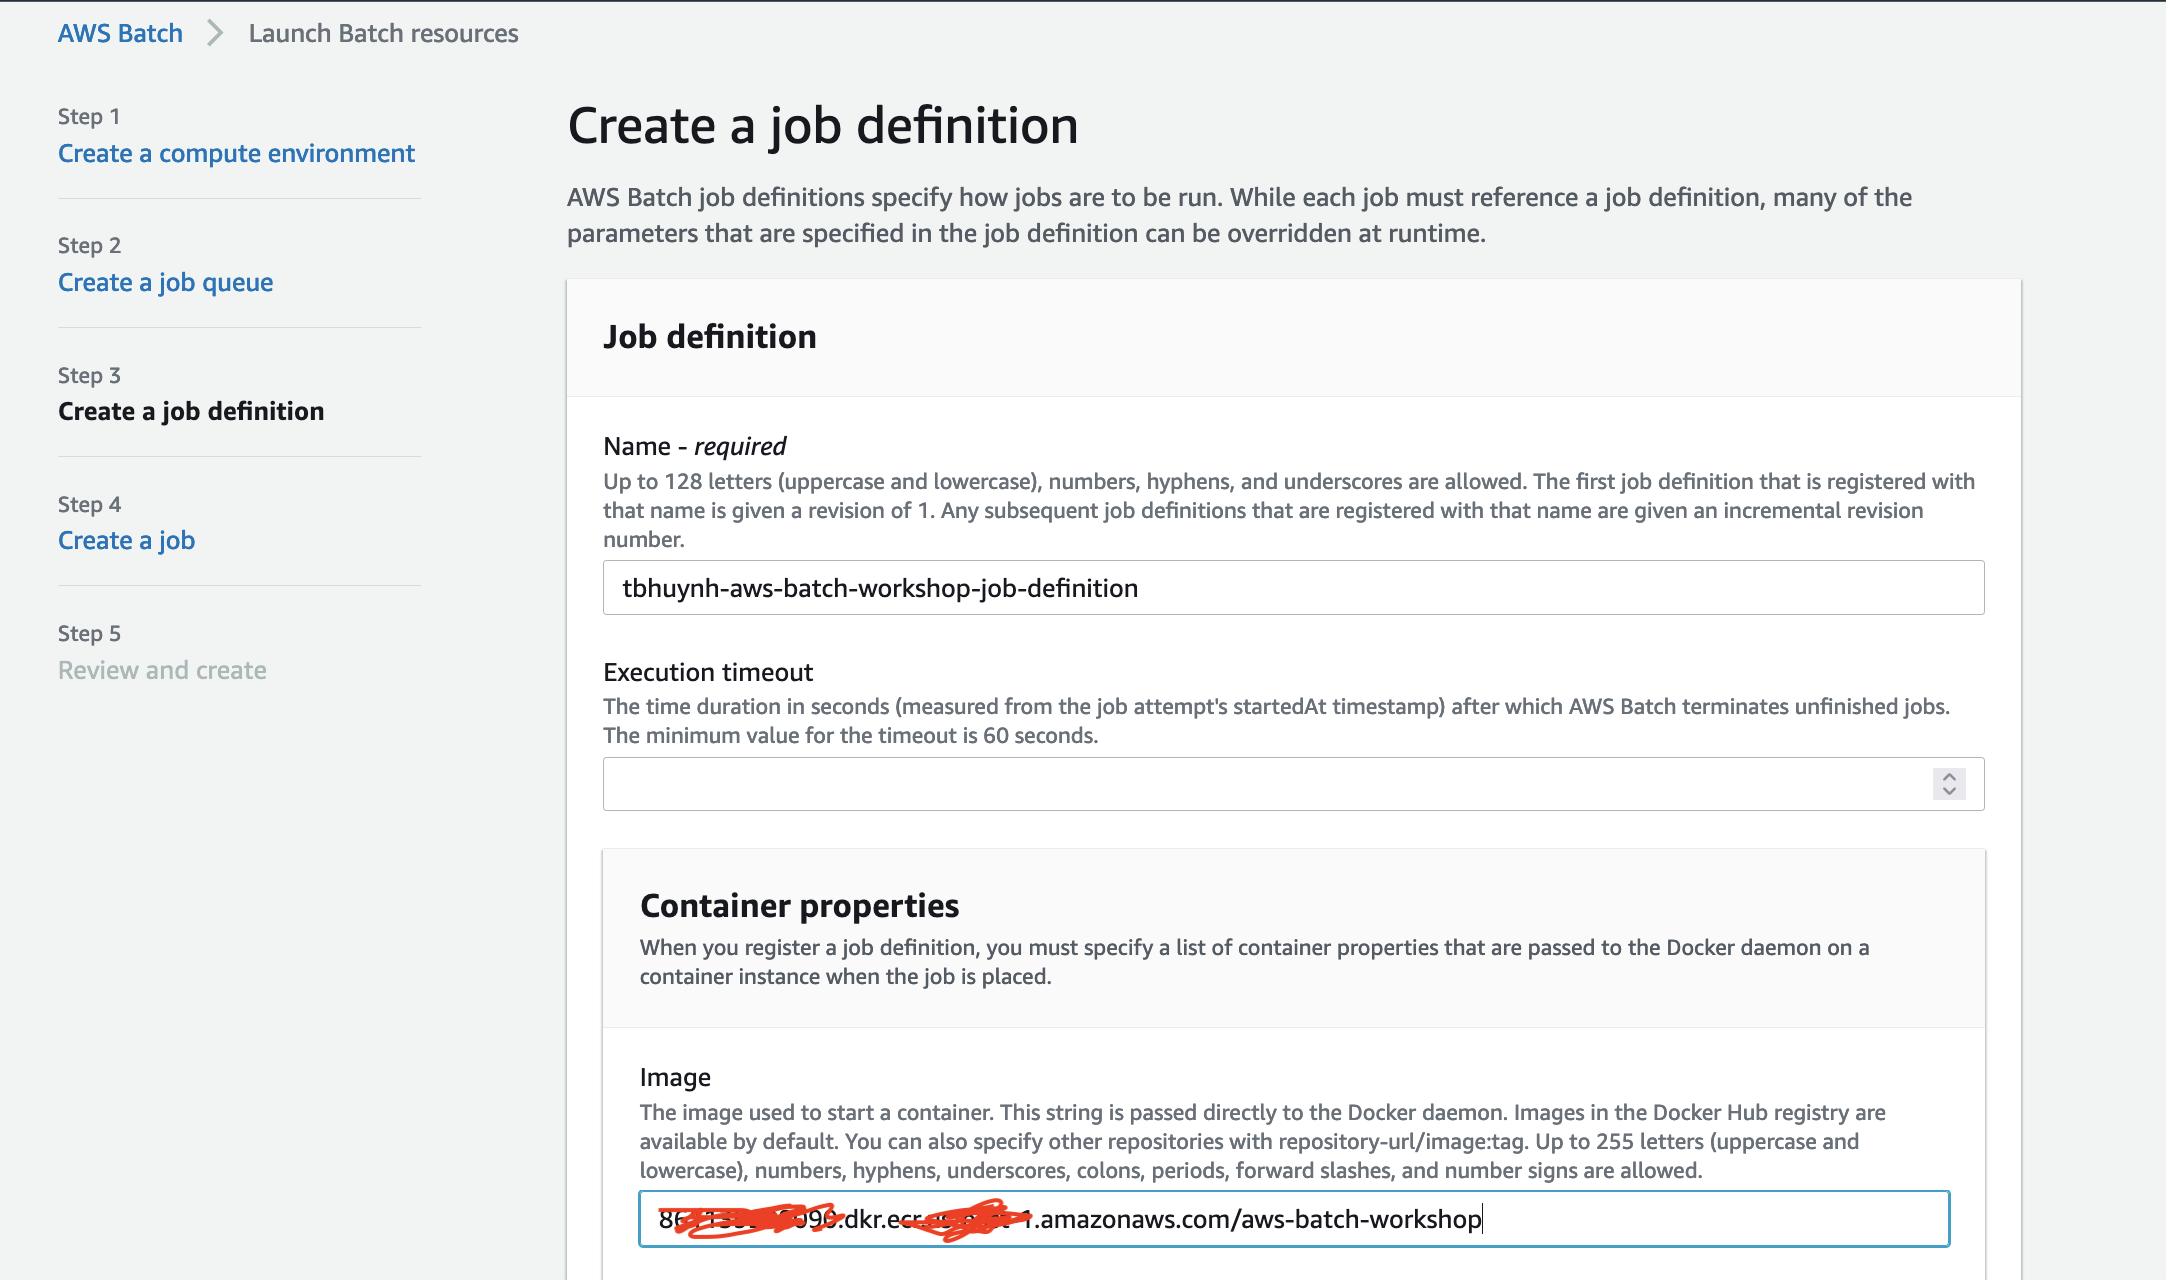 AWS Batch > Launch Batch resources
Step 1
Create a compute environment
Step 2
Create a job queue
Step 3
Create a job definition
Step 4
Create a job
Step 5
Review and create
Create a job definition
AWS Batch job definitions specify how jobs are to be run. While each job must reference a job definition, many of the
parameters that are specified in the job definition can be overridden at runtime.
Job definition
Name - required
Up to 128 letters (uppercase and lowercase), numbers, hyphens, and underscores are allowed. The first job definition that is registered with
that name is given a revision of 1. Any subsequent job definitions that are registered with that name are given an incremental revision
number.
tbhuynh-aws-batch-workshop-job-definition
Execution timeout
The time duration in seconds (measured from the job attempt's startedAt timestamp) after which AWS Batch terminates unfinished jobs.
The minimum value for the timeout is 60 seconds.
Container properties
When you register a job definition, you must specify a list of container properties that are passed to the Docker daemon on a
container instance when the job is placed.
Image
The image used to start a container. This string is passed directly to the Docker daemon. Images in the Docker Hub registry are
available by default. You can also specify other repositories with repository-url/image:tag. Up to 255 letters (uppercase and
lowercase), numbers, hyphens, underscores, colons, periods, forward slashes, and number signs are allowed.
.dkr.ecr. .amazonaws.com/aws-batch-workshop